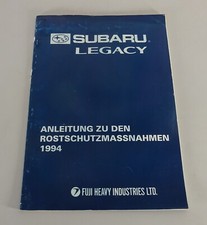 SUBARU
LEGACY
ANLEITUNG ZU DEN
ROSTSCHUTZMASSNAHMEN
1994
FUJI HEAVY INDUSTRIES LTD.